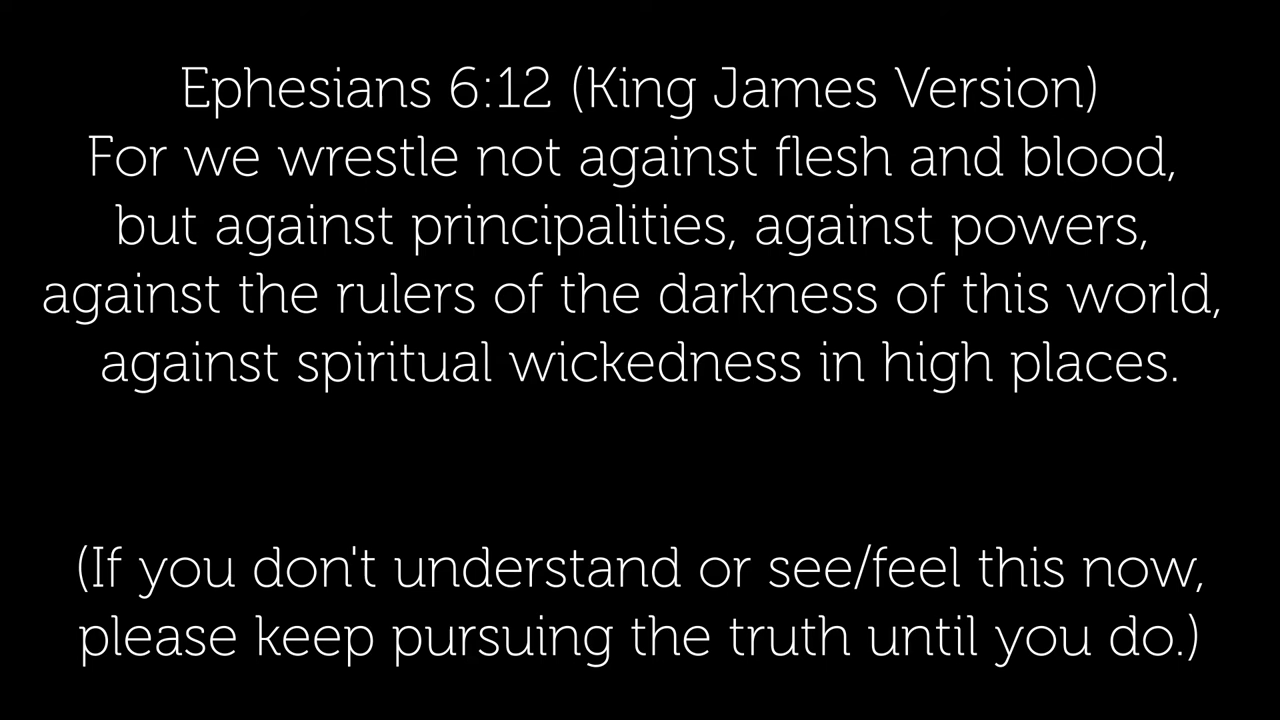 Ephesians 6:12 (King James Version)
For we wrestle not against flesh and blood,
but against principalities, against powers,
against the rulers of the darkness of this world,
against spiritual wickedness in high places.
(If you don't understand or see/feel this now,
please keep pursuing the truth until you do.)